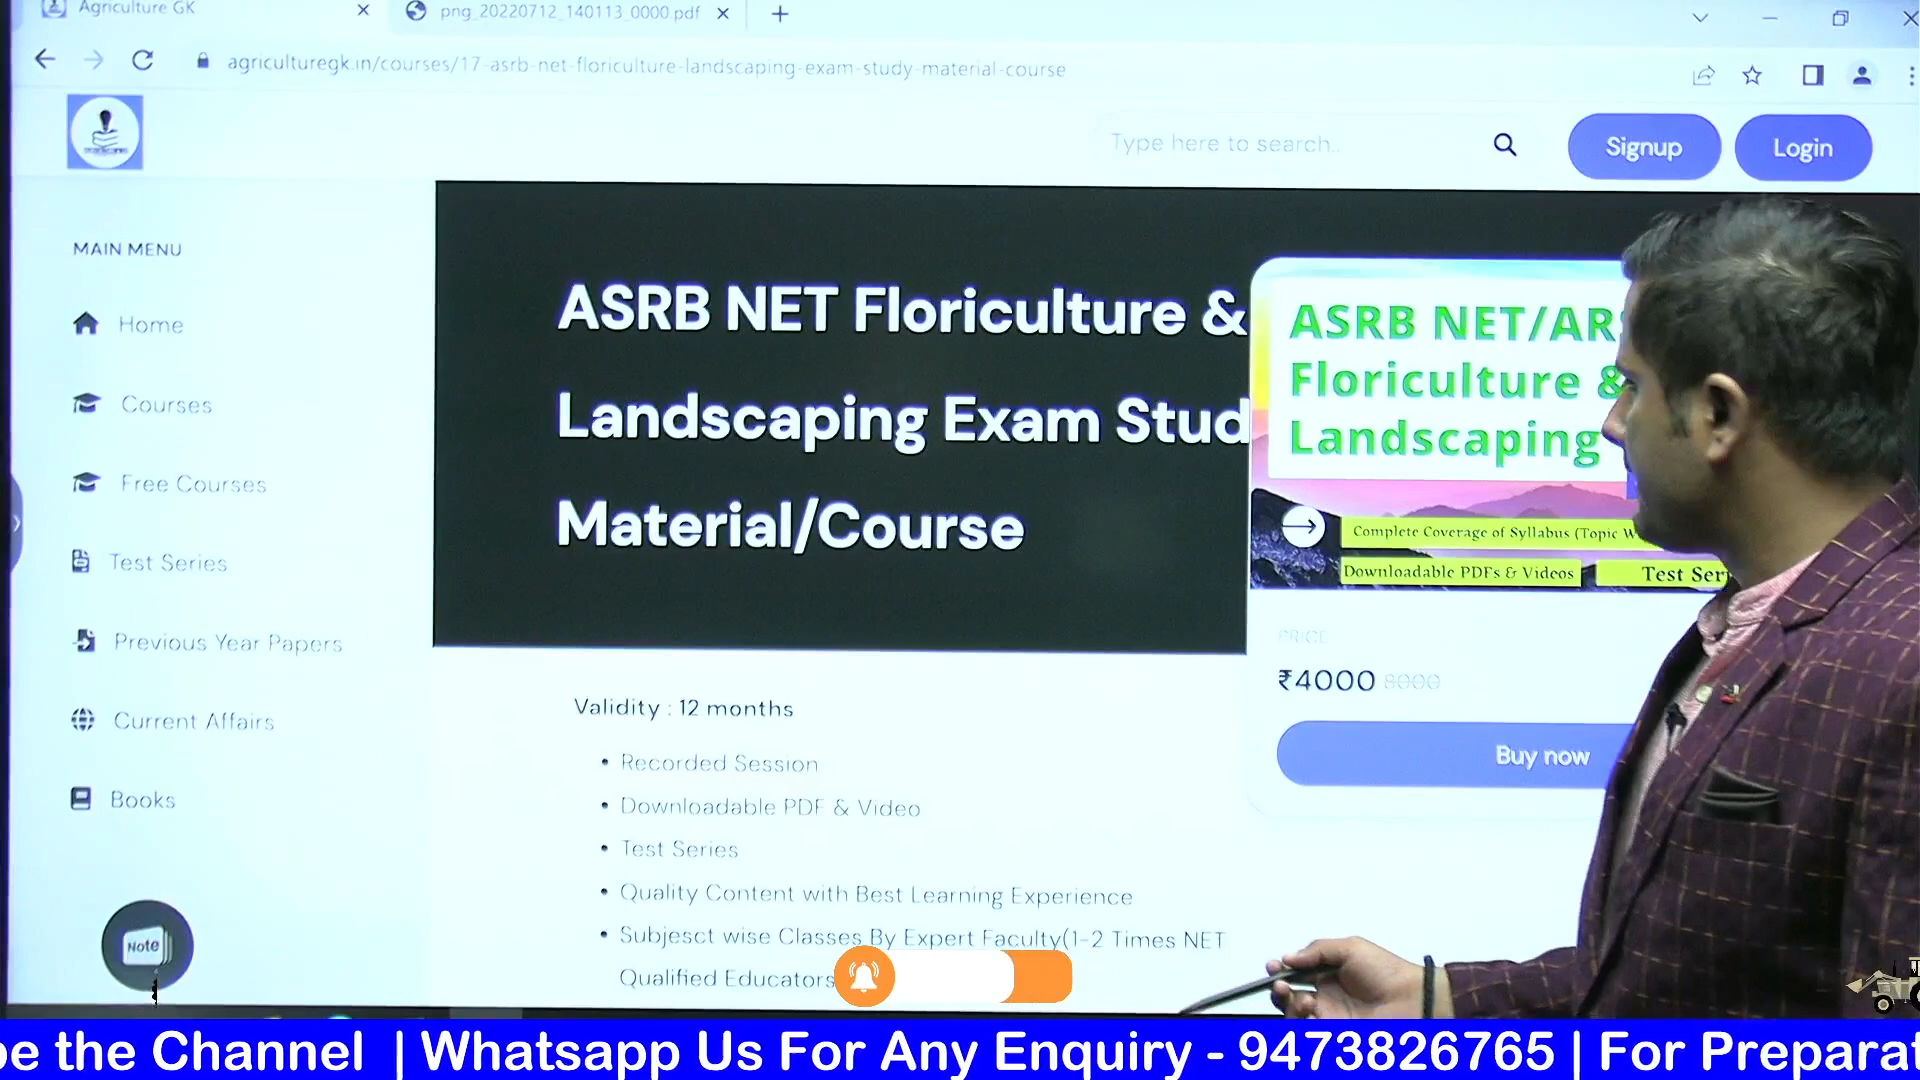 Agriculture GK
png_20220712_140113_0000.pdf
agriculturegk.in/courses/17-asrb-net-floriculture-landscaping-exam-study-material-course
Type here to search..
Signup
Login
MAIN MENU
Home
Courses
Free Courses
Test Series
Previous Year Papers
Current Affairs
Books
Note
ASRB NET Floriculture &
Landscaping Exam Stud
Material/Course
ASRB NET/AR
Floriculture &
Landscaping
Complete Coverage of Syllabus (Topic W
Downloadable PDFs & Videos
Test Ser
PRICE
₹4000 8000
Buy now
Validity : 12 months
• Recorded Session
• Downloadable PDF & Video
• Test Series
• Quality Content with Best Learning Experience
• Subjesct wise Classes By Expert Faculty(1-2 Times NET
Qualified Educators
be the Channel | Whatsapp Us For Any Enquiry - 9473826765 | For Preparat